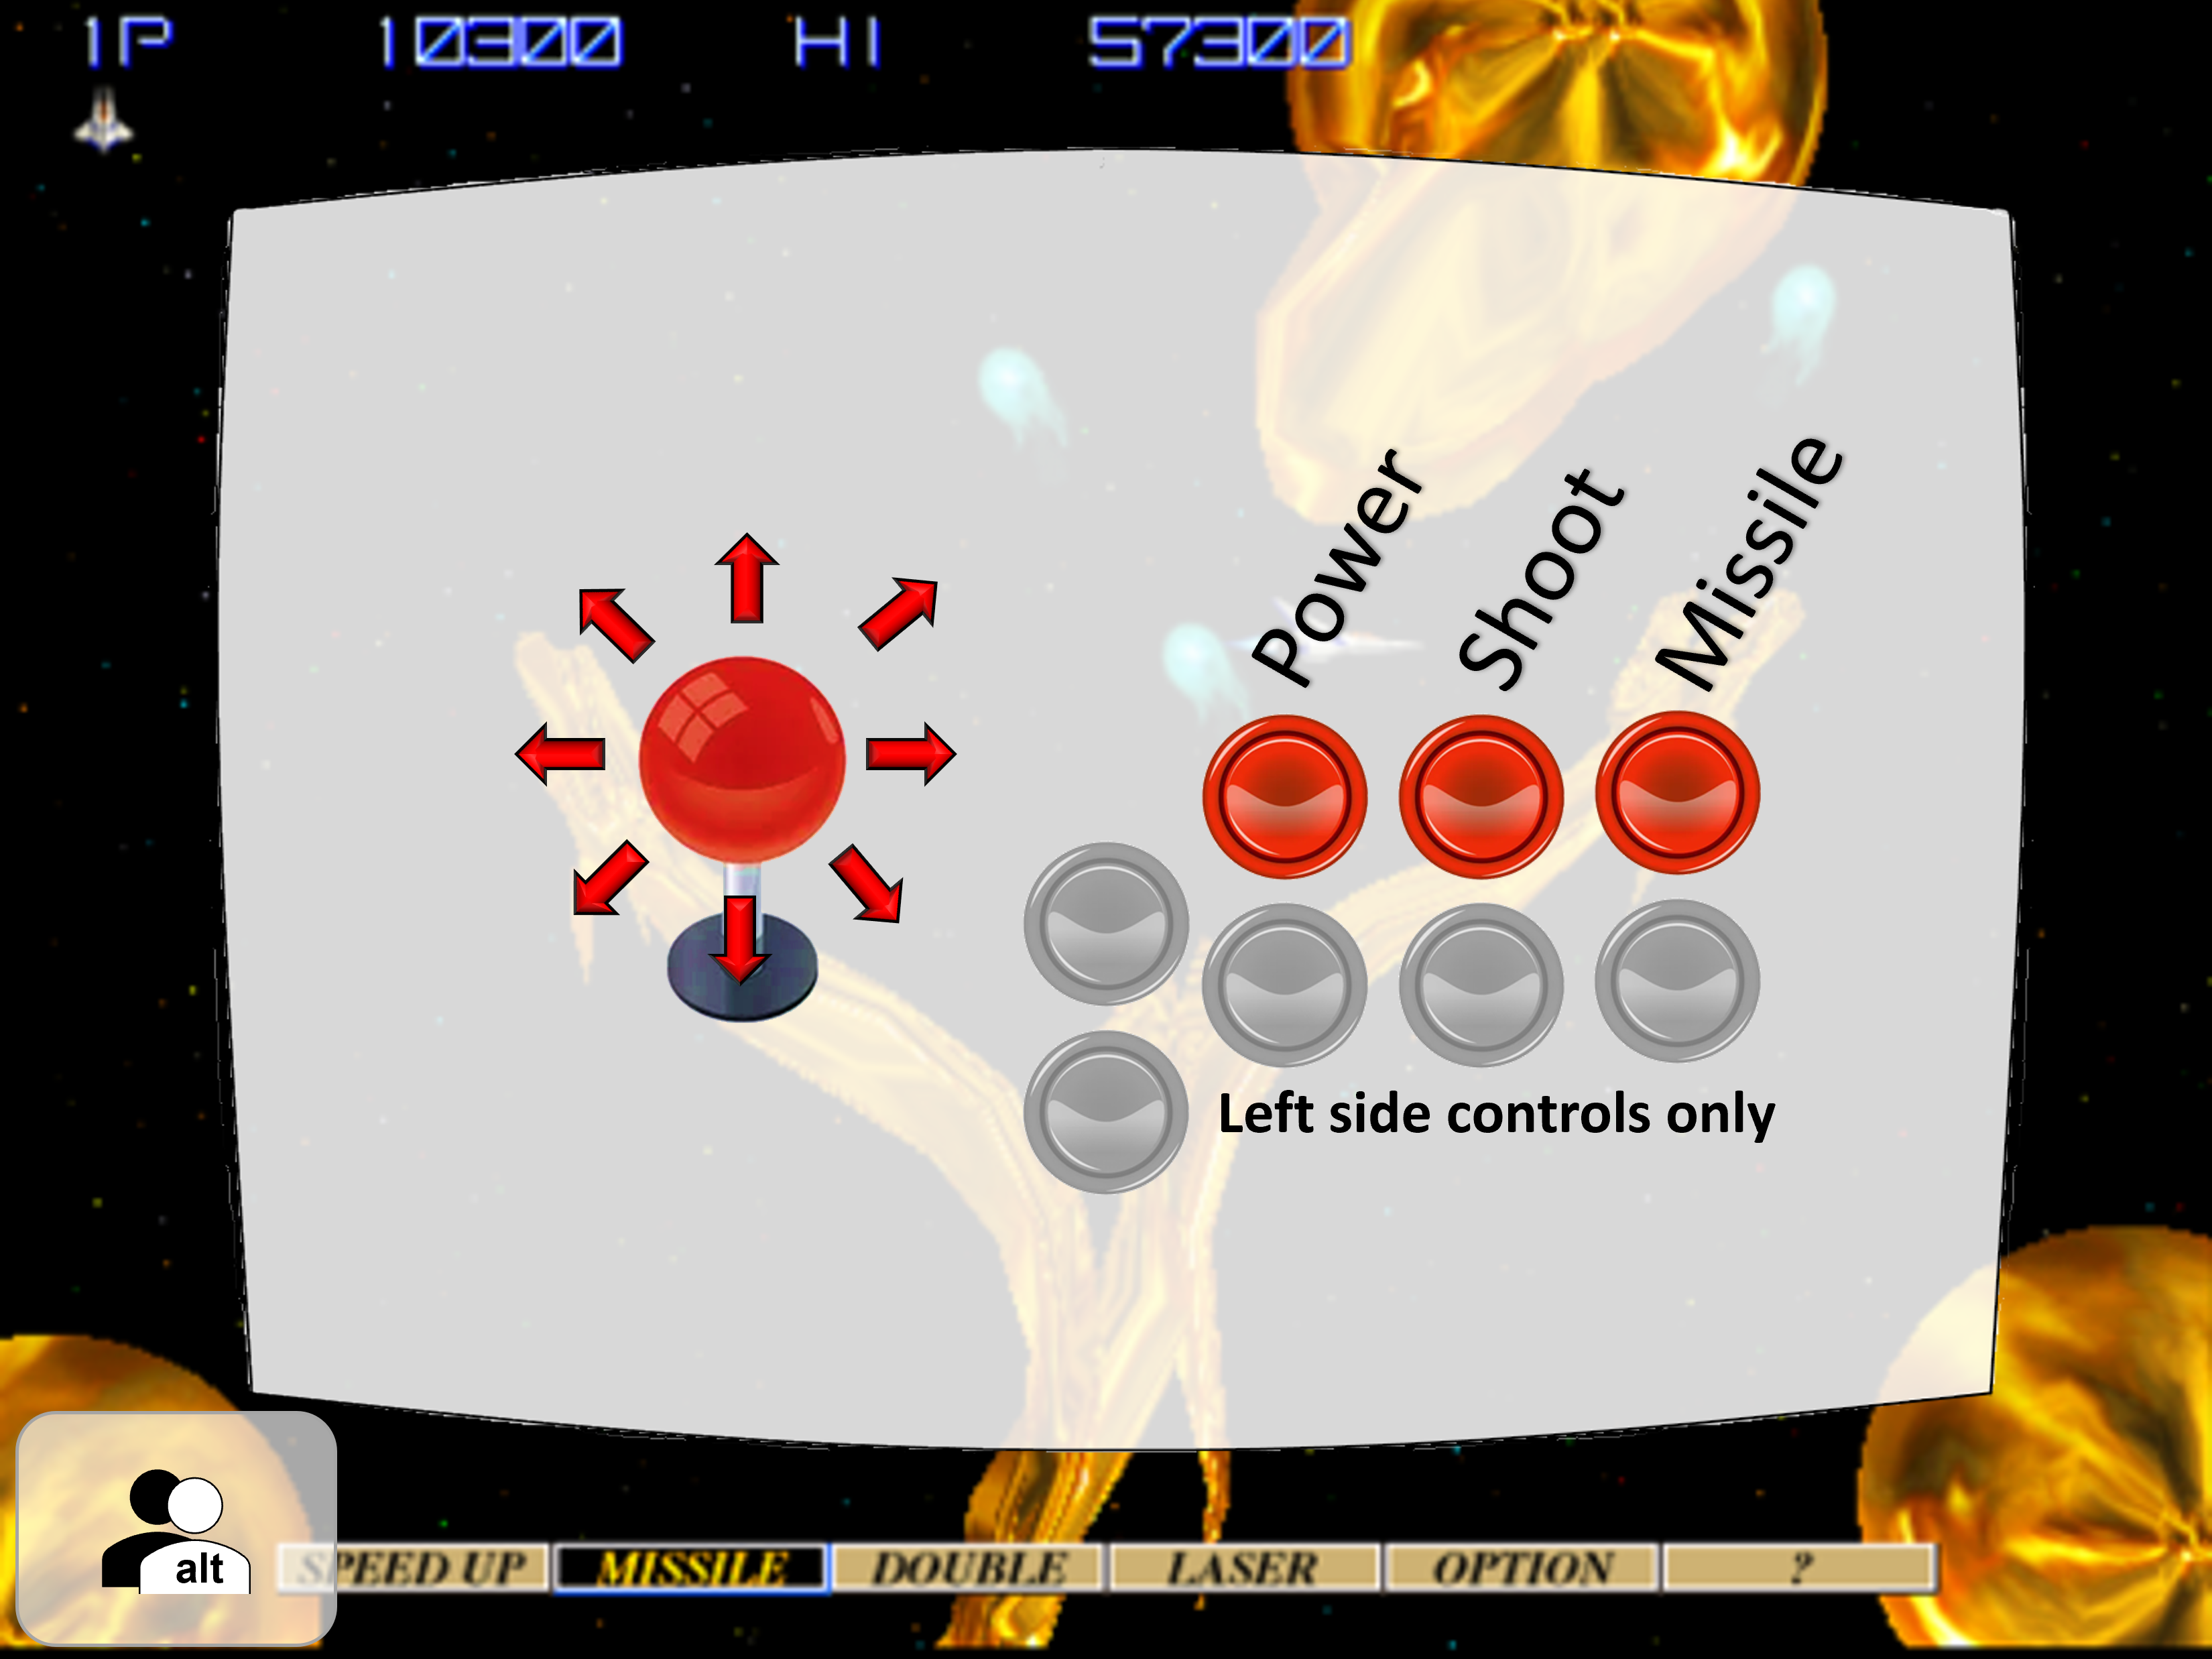 1P 10300 HI 57300
Power
Shoot
Missile
Left side controls only
alt
SPEED UP MISSILE DOUBLE LASER OPTION ?